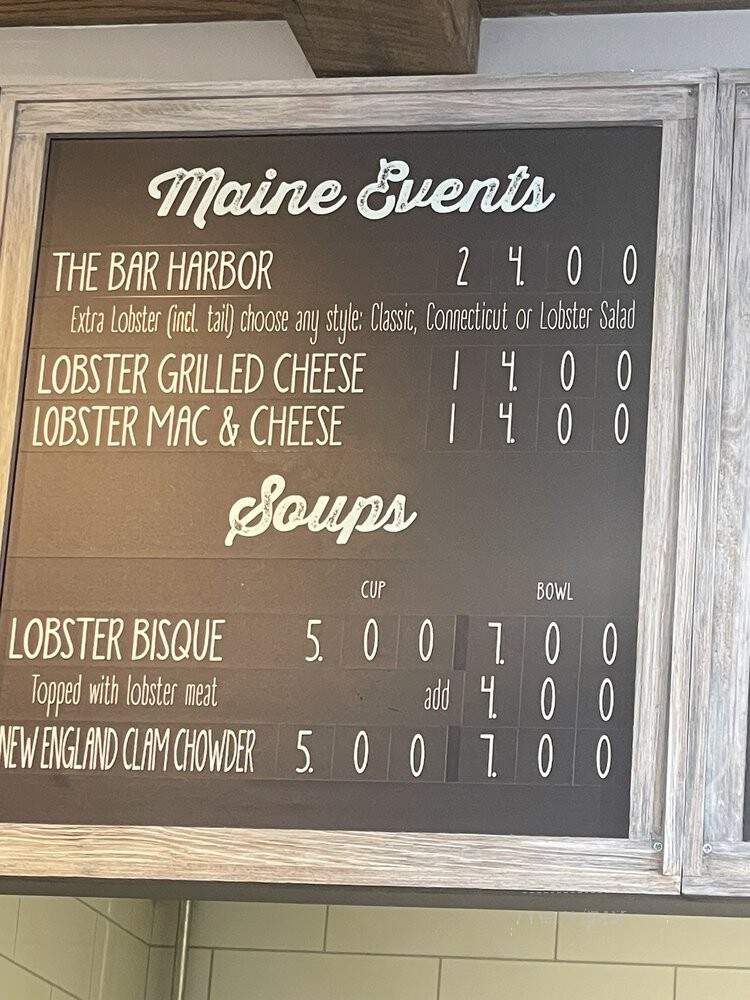 Maine Events
THE BAR HARBOR 24.00
Extra Lobster (incl. tail) choose any style: Classic, Connecticut or Lobster Salad
LOBSTER GRILLED CHEESE 14.00
LOBSTER MAC & CHEESE 14.00
Soups
CUP BOWL
LOBSTER BISQUE 5.00 7.00
Topped with lobster meat add 4.00
NEW ENGLAND CLAM CHOWDER 5.00 7.00